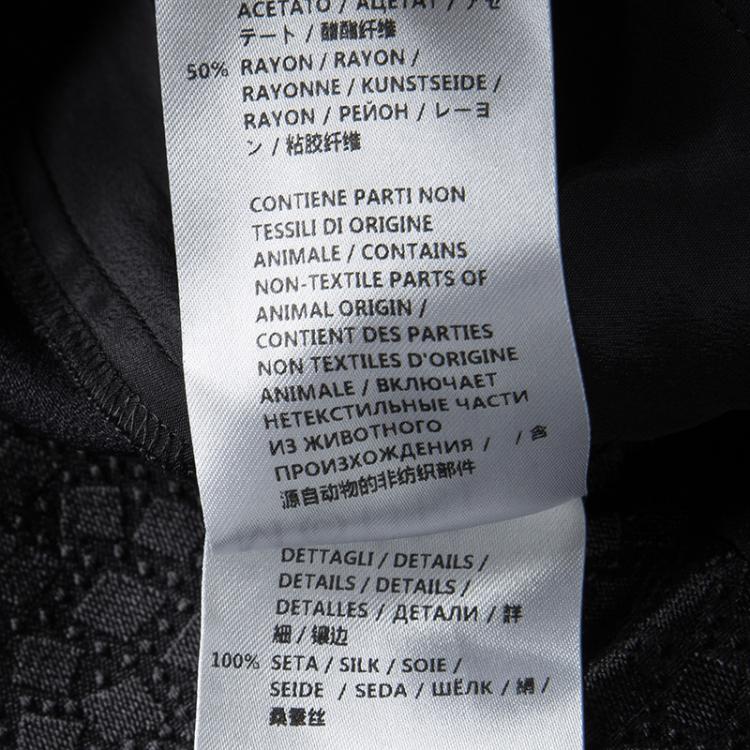 ACETATO / АЦЕТАТ / アセ
テート / 醋酯纤维
50% RAYON / RAYON /
RAYONNE / KUNSTSEIDE /
RAYON / РЕЙОН / レーヨ
ン / 粘胶纤维
CONTIENE PARTI NON
TESSILI DI ORIGINE
ANIMALE / CONTAINS
NON-TEXTILE PARTS OF
ANIMAL ORIGIN /
CONTIENT DES PARTIES
NON TEXTILES D'ORIGINE
ANIMALE / ВКЛЮЧАЕТ
НЕТЕКСТИЛЬНЫЕ ЧАСТИ
ИЗ ЖИВОТНОГО
ПРОИЗХОЖДЕНИЯ / / 含
源自动物的非纺织部件
DETTAGLI / DETAILS /
DETAILS / DETAILS /
DETALLES / ДЕТАЛИ / 詳
細 / 镶边
100% SETA / SILK / SOIE /
SEIDE / SEDA / ШЁЛК / 絹 /
桑蚕丝